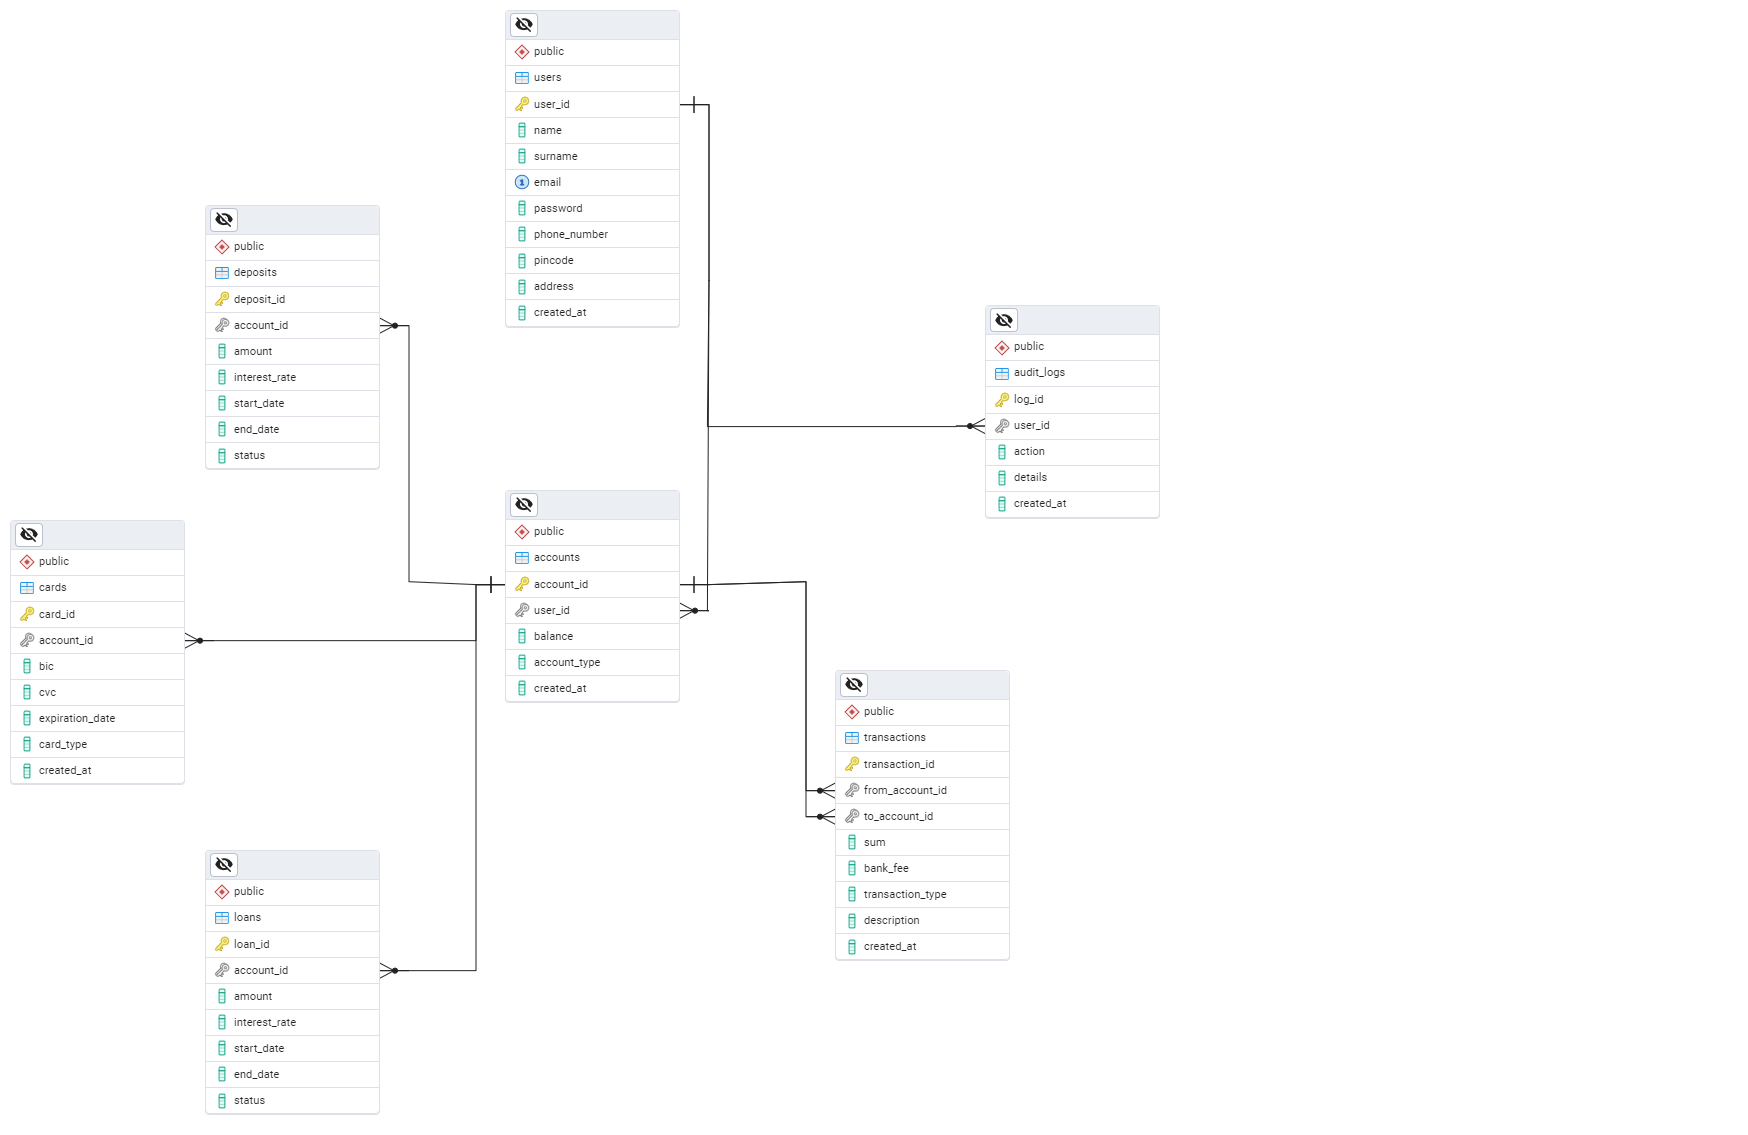 public
users
user_id
name
surname
1 email
password
phone_number
pincode
address
created_at
public
deposits
deposit_id
account_id
amount
interest_rate
start_date
end_date
status
public
audit_logs
log_id
user_id
action
details
created_at
public
accounts
account_id
user_id
balance
account_type
created_at
public
cards
card_id
account_id
bic
cvc
expiration_date
card_type
created_at
public
transactions
transaction_id
from_account_id
to_account_id
sum
bank_fee
transaction_type
description
created_at
public
loans
loan_id
account_id
amount
interest_rate
start_date
end_date
status